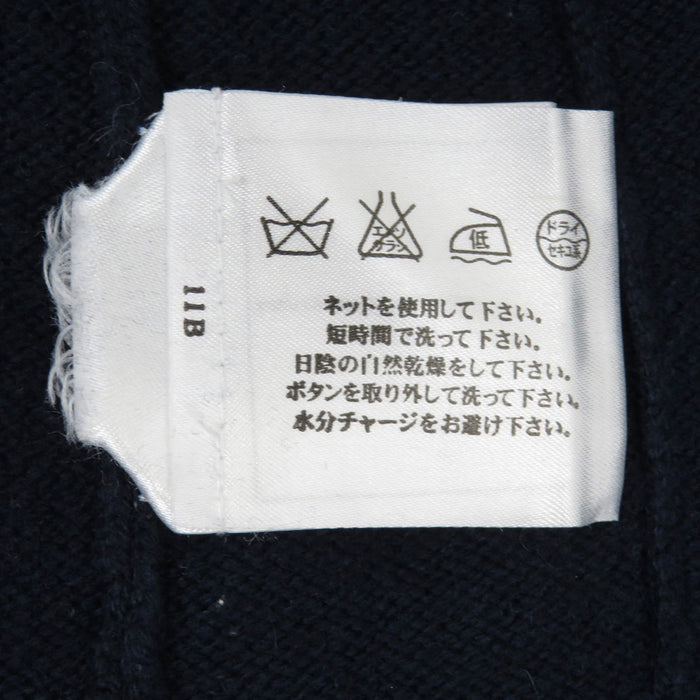 エンソ
カラン
低
ドライ
セキユ系
ネットを使用して下さい。
短時間で洗って下さい。
日陰の自然乾燥をして下さい。
ボタンを取り外して洗って下さい。
水分チャージをお避け下さい。
11B